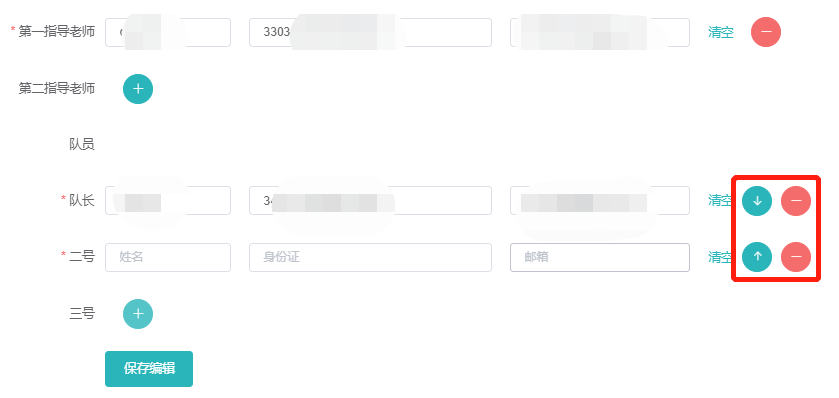 * 第一指导老师 3303 清空
第二指导老师
队员
* 队长 34 清空
* 二号 姓名 身份证 邮箱 清空
三号
保存编辑